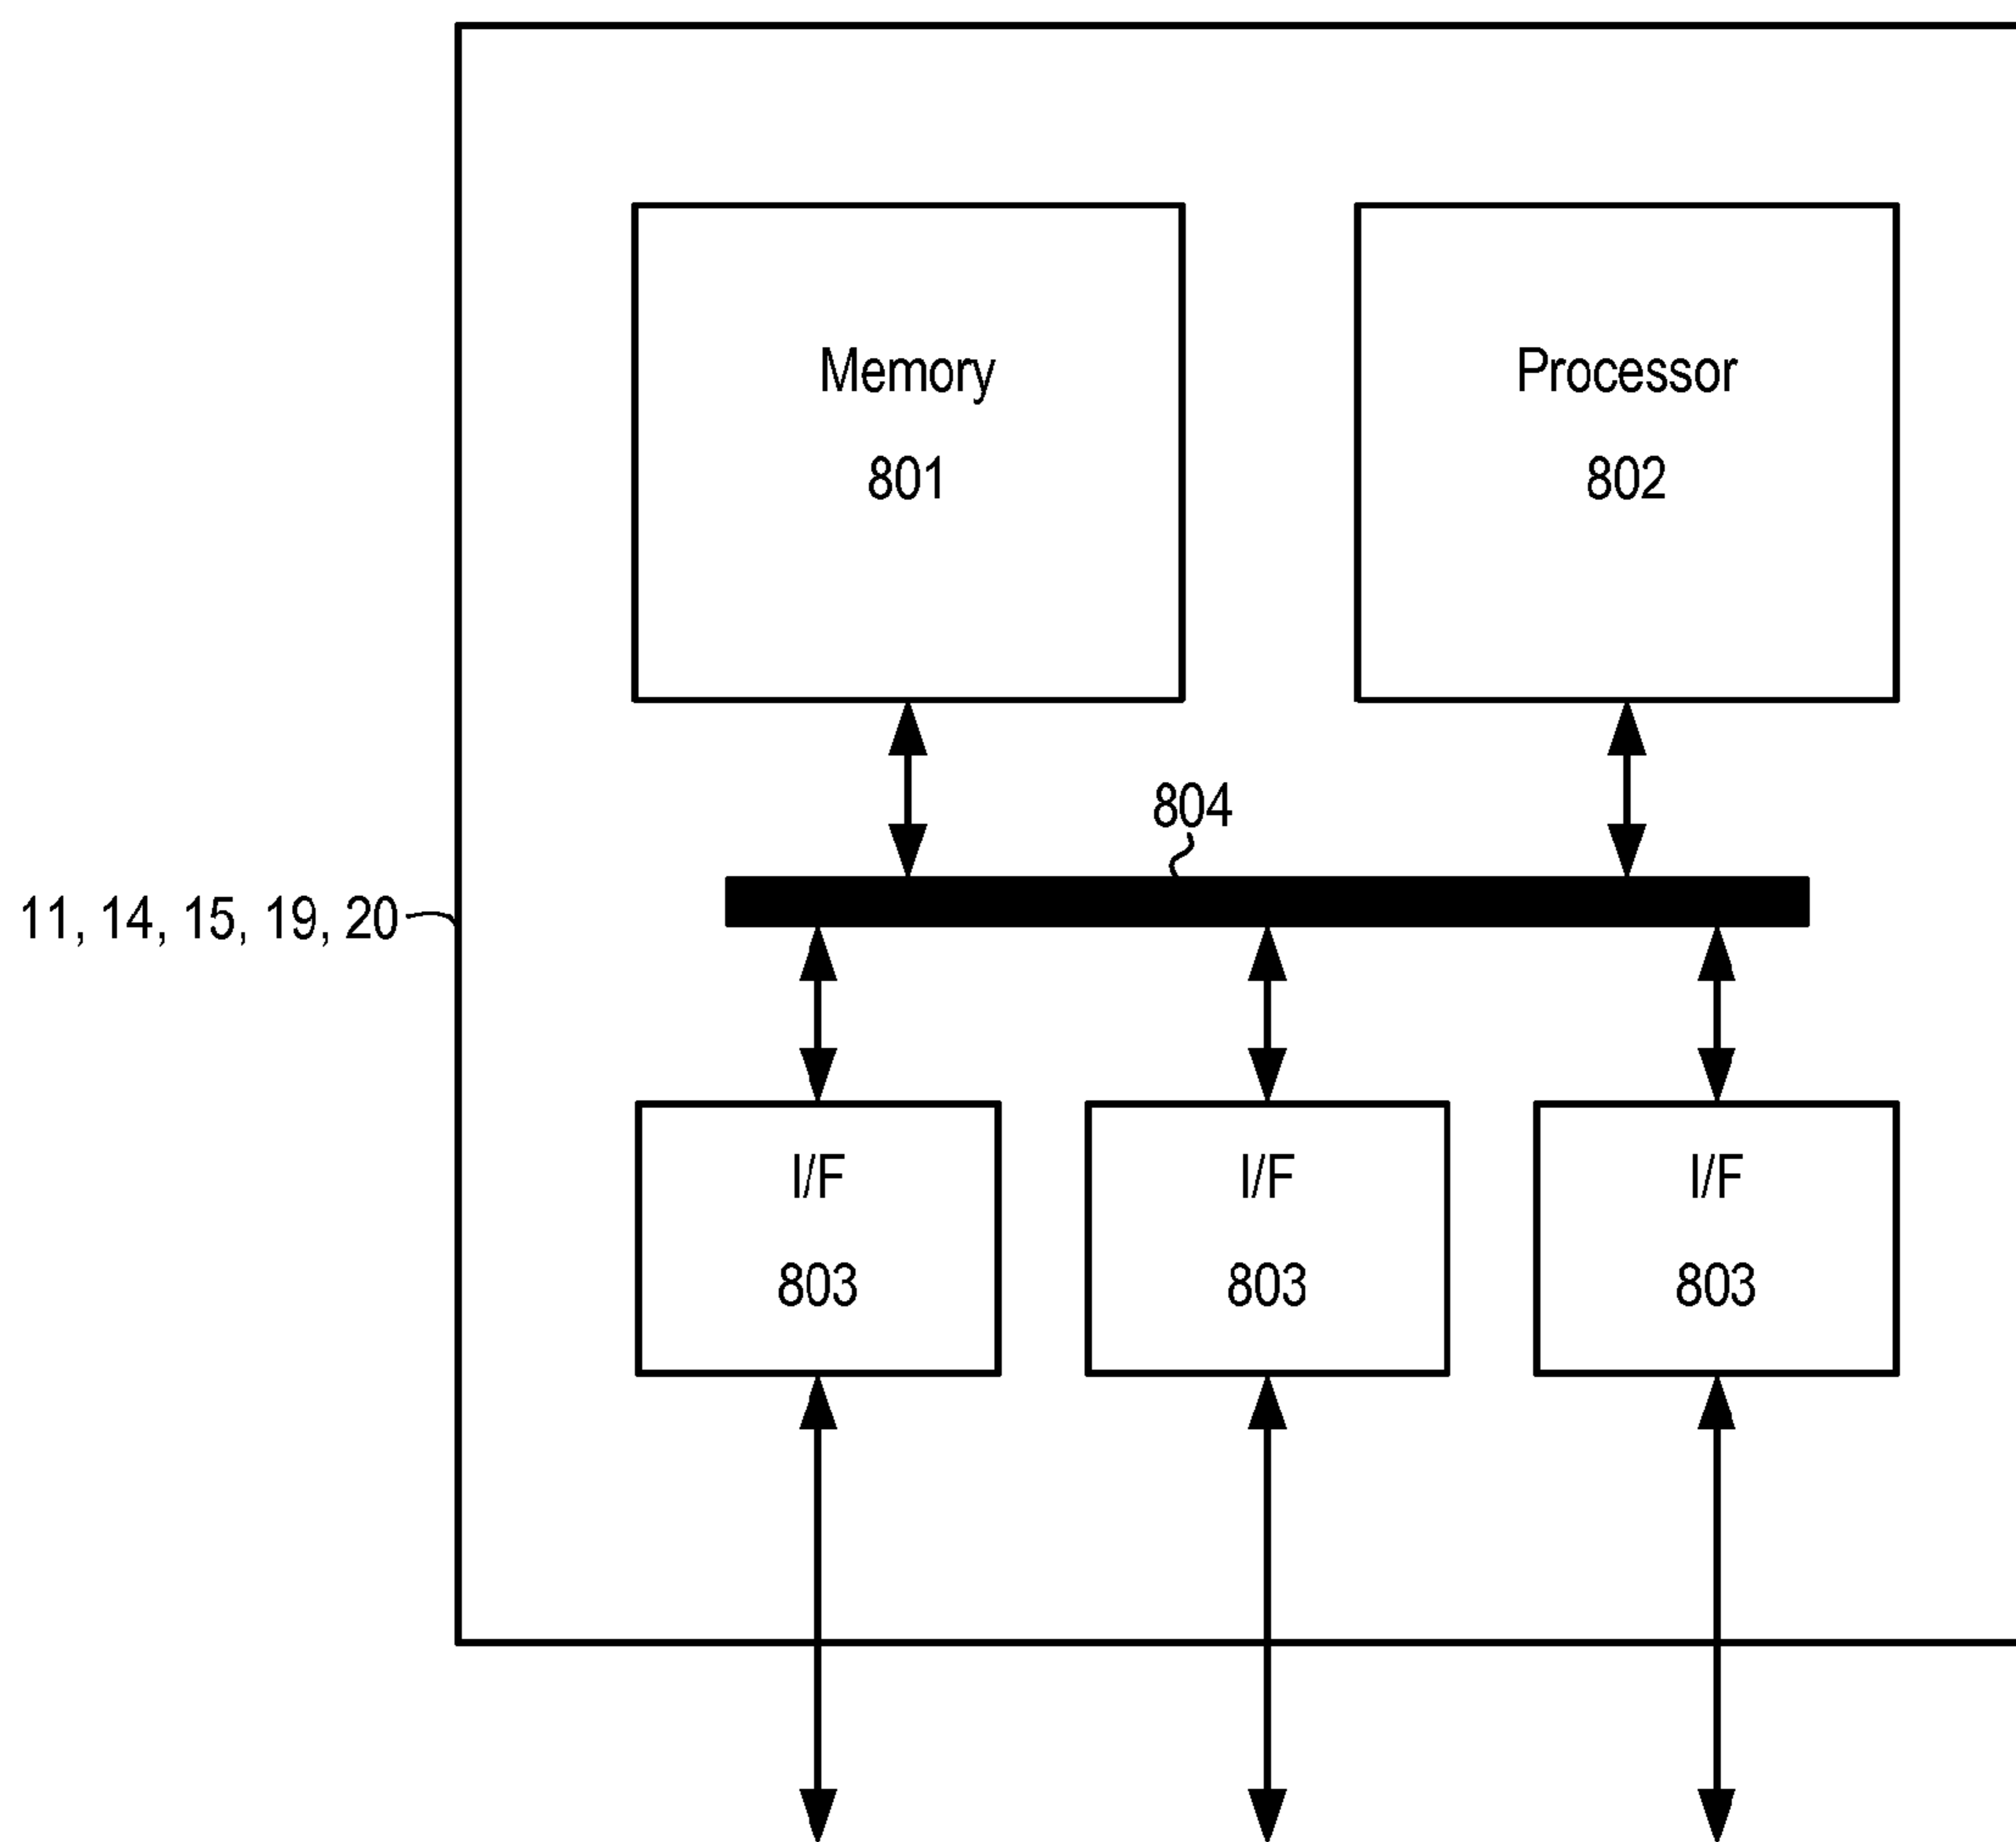 Memory
801
Processor
802
804
11, 14, 15, 19, 20
I/F
803
I/F
803
I/F
803